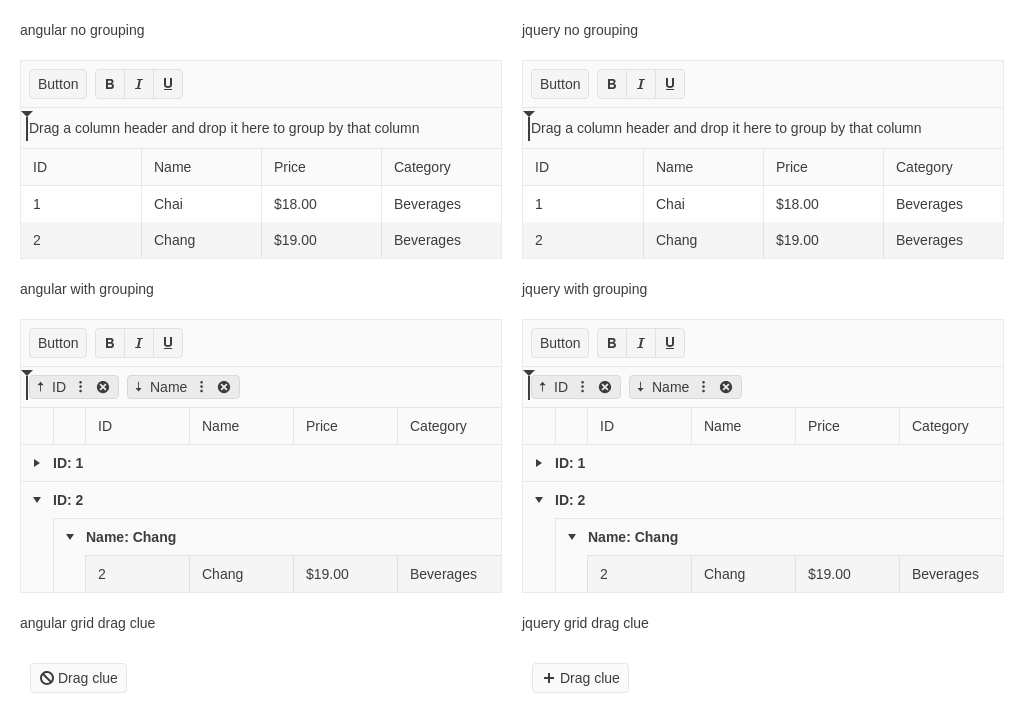 angular no grouping
Button B I U
Drag a column header and drop it here to group by that column
ID Name Price Category
1 Chai $18.00 Beverages
2 Chang $19.00 Beverages
jquery no grouping
Button B I U
Drag a column header and drop it here to group by that column
ID Name Price Category
1 Chai $18.00 Beverages
2 Chang $19.00 Beverages
angular with grouping
Button B I U
ID Name
ID Name Price Category
ID: 1
ID: 2
Name: Chang
2 Chang $19.00 Beverages
jquery with grouping
Button B I U
ID Name
ID Name Price Category
ID: 1
ID: 2
Name: Chang
2 Chang $19.00 Beverages
angular grid drag clue
Drag clue
jquery grid drag clue
Drag clue